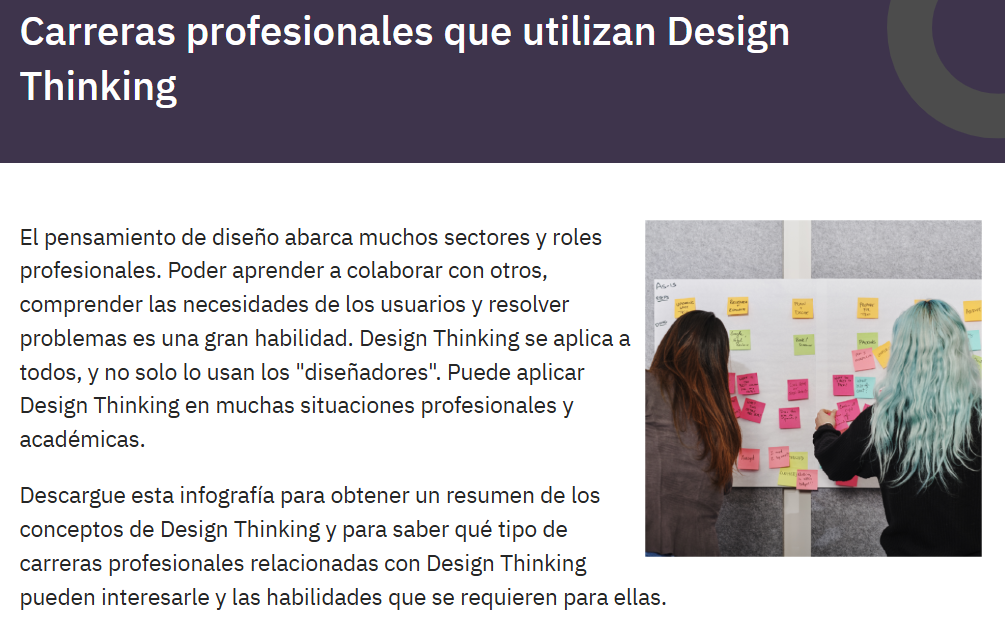 Carreras profesionales que utilizan Design
Thinking
El pensamiento de diseño abarca muchos sectores y roles
profesionales. Poder aprender a colaborar con otros,
comprender las necesidades de los usuarios y resolver
problemas es una gran habilidad. Design Thinking se aplica a
todos, y no solo lo usan los "diseñadores". Puede aplicar
Design Thinking en muchas situaciones profesionales y
académicas.
Descargue esta infografía para obtener un resumen de los
conceptos de Design Thinking y para saber qué tipo de
carreras profesionales relacionadas con Design Thinking
pueden interesarle y las habilidades que se requieren para ellas.
As-is